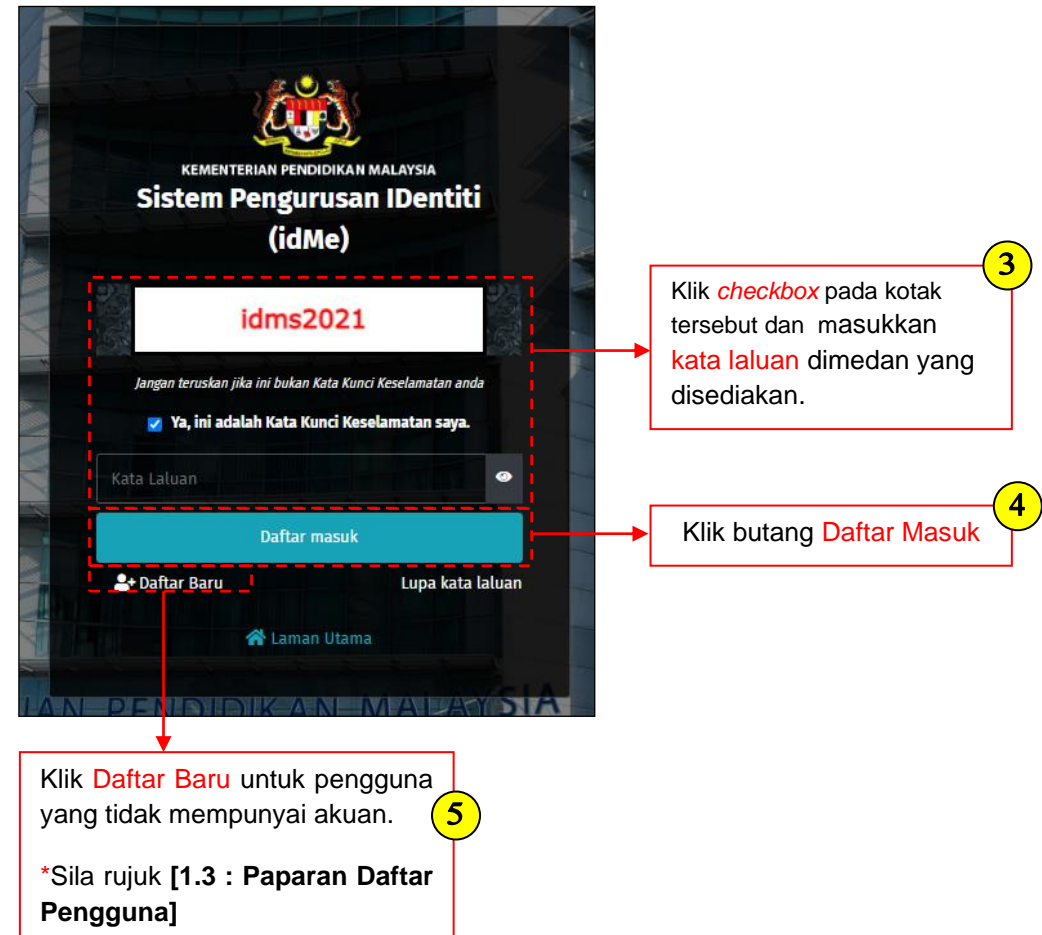 KEMENTERIAN PENDIDIKAN MALAYSIA
Sistem Pengurusan IDentiti
(idMe)
idms2021
Jangan teruskan jika ini bukan Kata Kunci Keselamatan anda
Ya, ini adalah Kata Kunci Keselamatan saya.
Kata Laluan
Daftar masuk
Daftar Baru
Lupa kata laluan
Laman Utama
IAN PENDIDIKAN MALAYSIA
3
Klik checkbox pada kotak
tersebut dan masukkan
kata laluan dimedan yang
disediakan.
4
Klik butang Daftar Masuk
Klik Daftar Baru untuk pengguna
yang tidak mempunyai akuan.
5
*Sila rujuk [1.3 : Paparan Daftar
Pengguna]